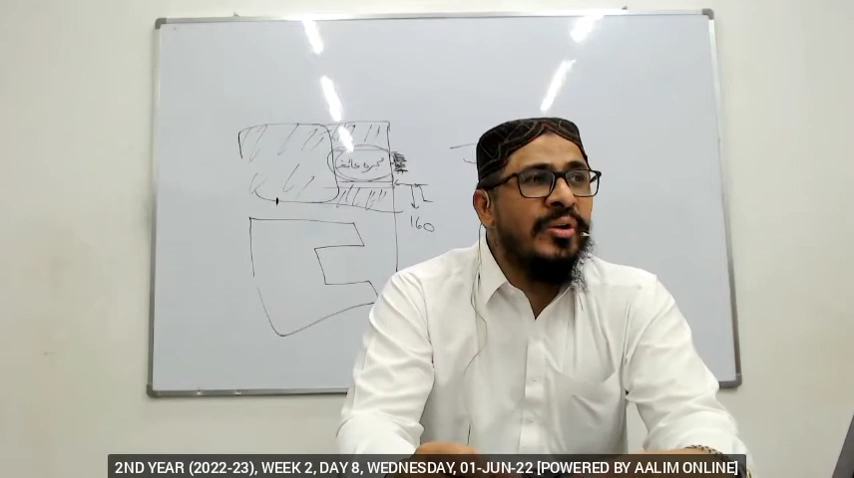 160
2ND YEAR (2022-23), WEEK 2, DAY 8, WEDNESDAY, 01-JUN-22 [POWERED BY AALIM ONLINE]